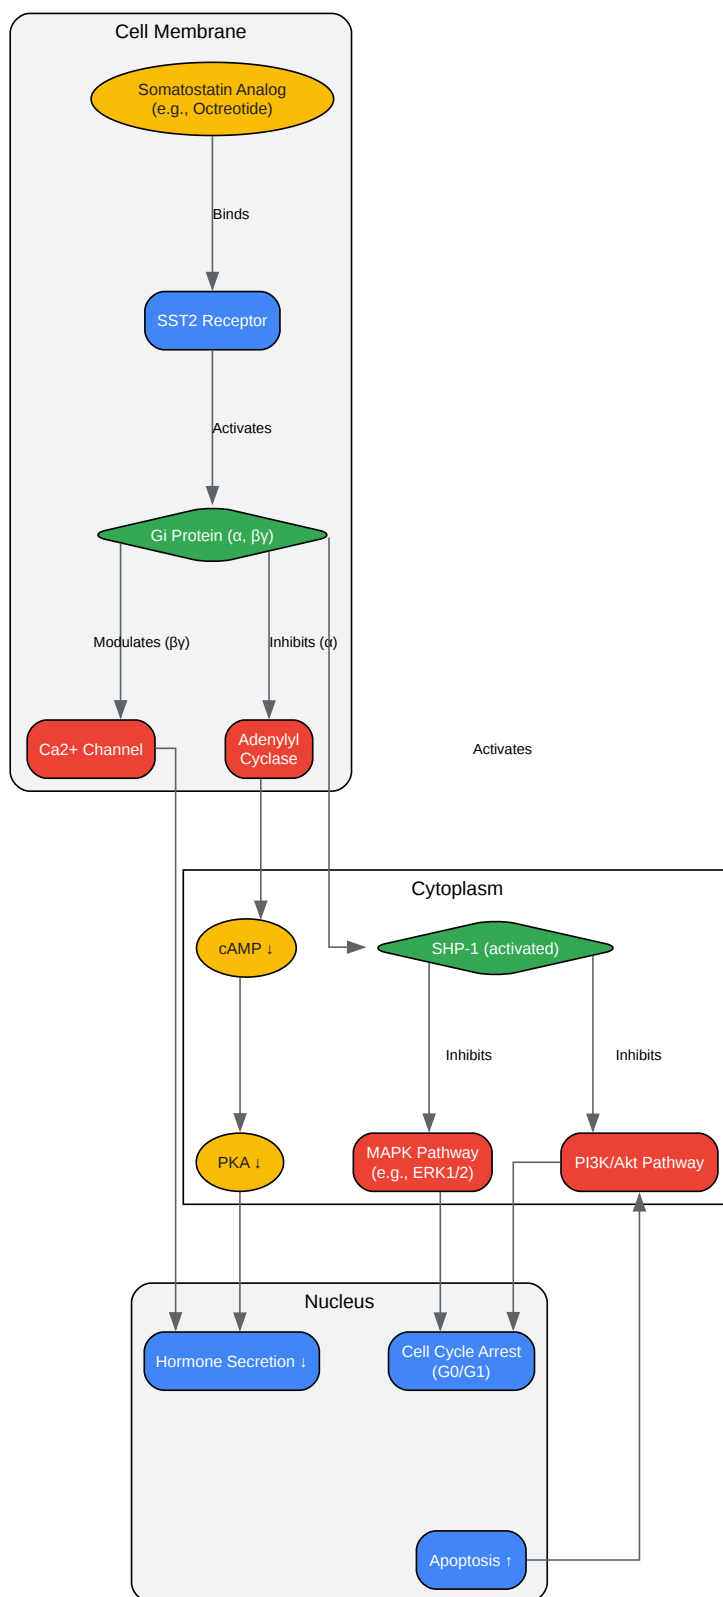 Cell Membrane
Somatostatin Analog
(e.g., Octreotide)
Binds
SST2 Receptor
Activates
Gi Protein (α, βγ)
Modulates (βγ)
Inhibits (α)
Ca2+ Channel
Adenylyl
Cyclase
Activates
Cytoplasm
cAMP ↓
SHP-1 (activated)
Inhibits
Inhibits
PKA ↓
MAPK Pathway
(e.g., ERK1/2)
PI3K/Akt Pathway
Nucleus
Hormone Secretion ↓
Cell Cycle Arrest
(G0/G1)
Apoptosis ↑